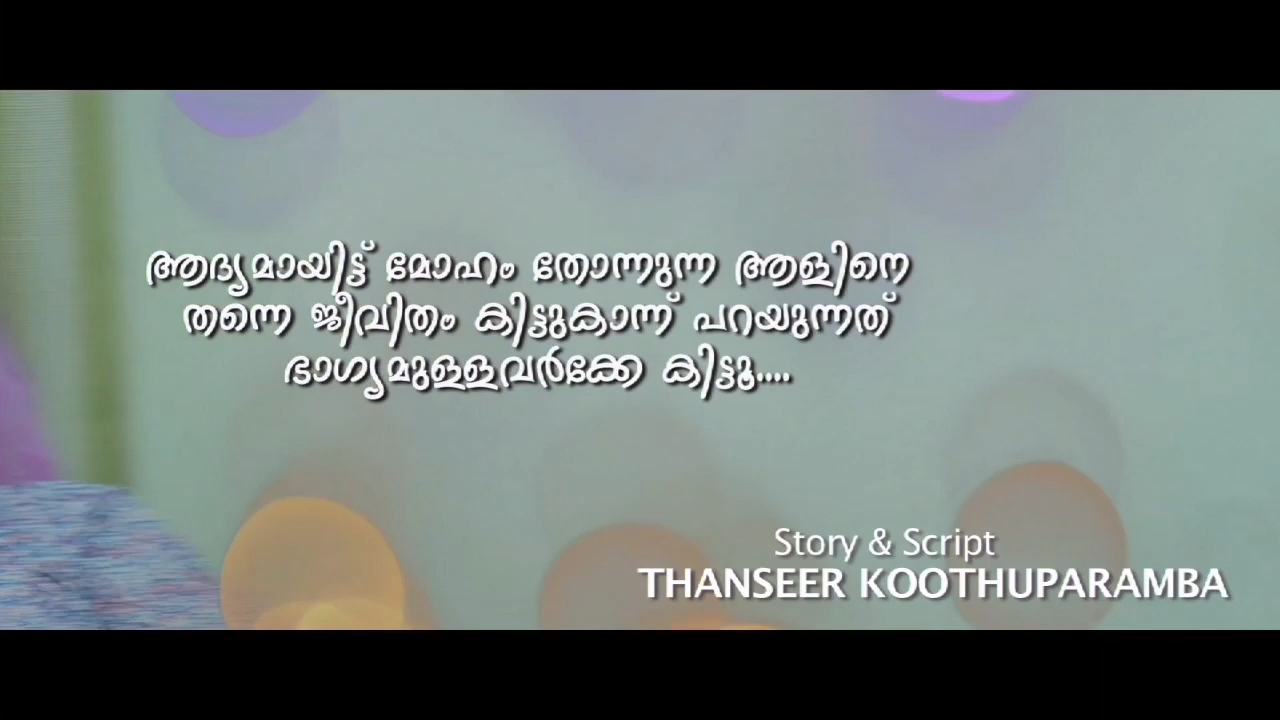 ആദ്യമായിട്ട് മോഹം തോന്നുന്ന ആളിനെ
തന്നെ ജീവിതം കിട്ടുകാന്ന് പറയുന്നത്
ഭാഗ്യമുള്ളവർക്കേ കിട്ടൂ....
Story & Script
THANSEER KOOTHUPARAMBA